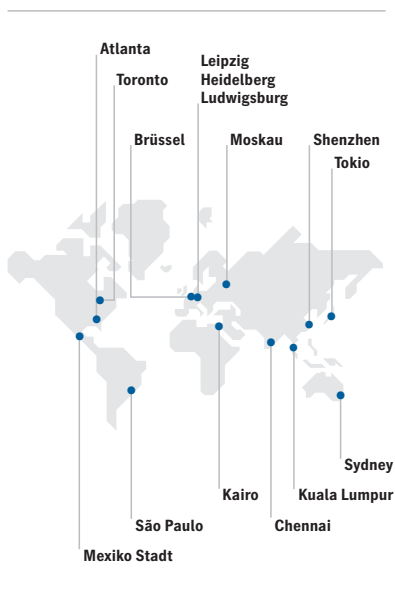 Atlanta
Toronto
Leipzig
Heidelberg
Ludwigsburg
Brüssel
Moskau
Shenzhen
Tokio
Sydney
Kairo
Kuala Lumpur
São Paulo
Chennai
Mexiko Stadt